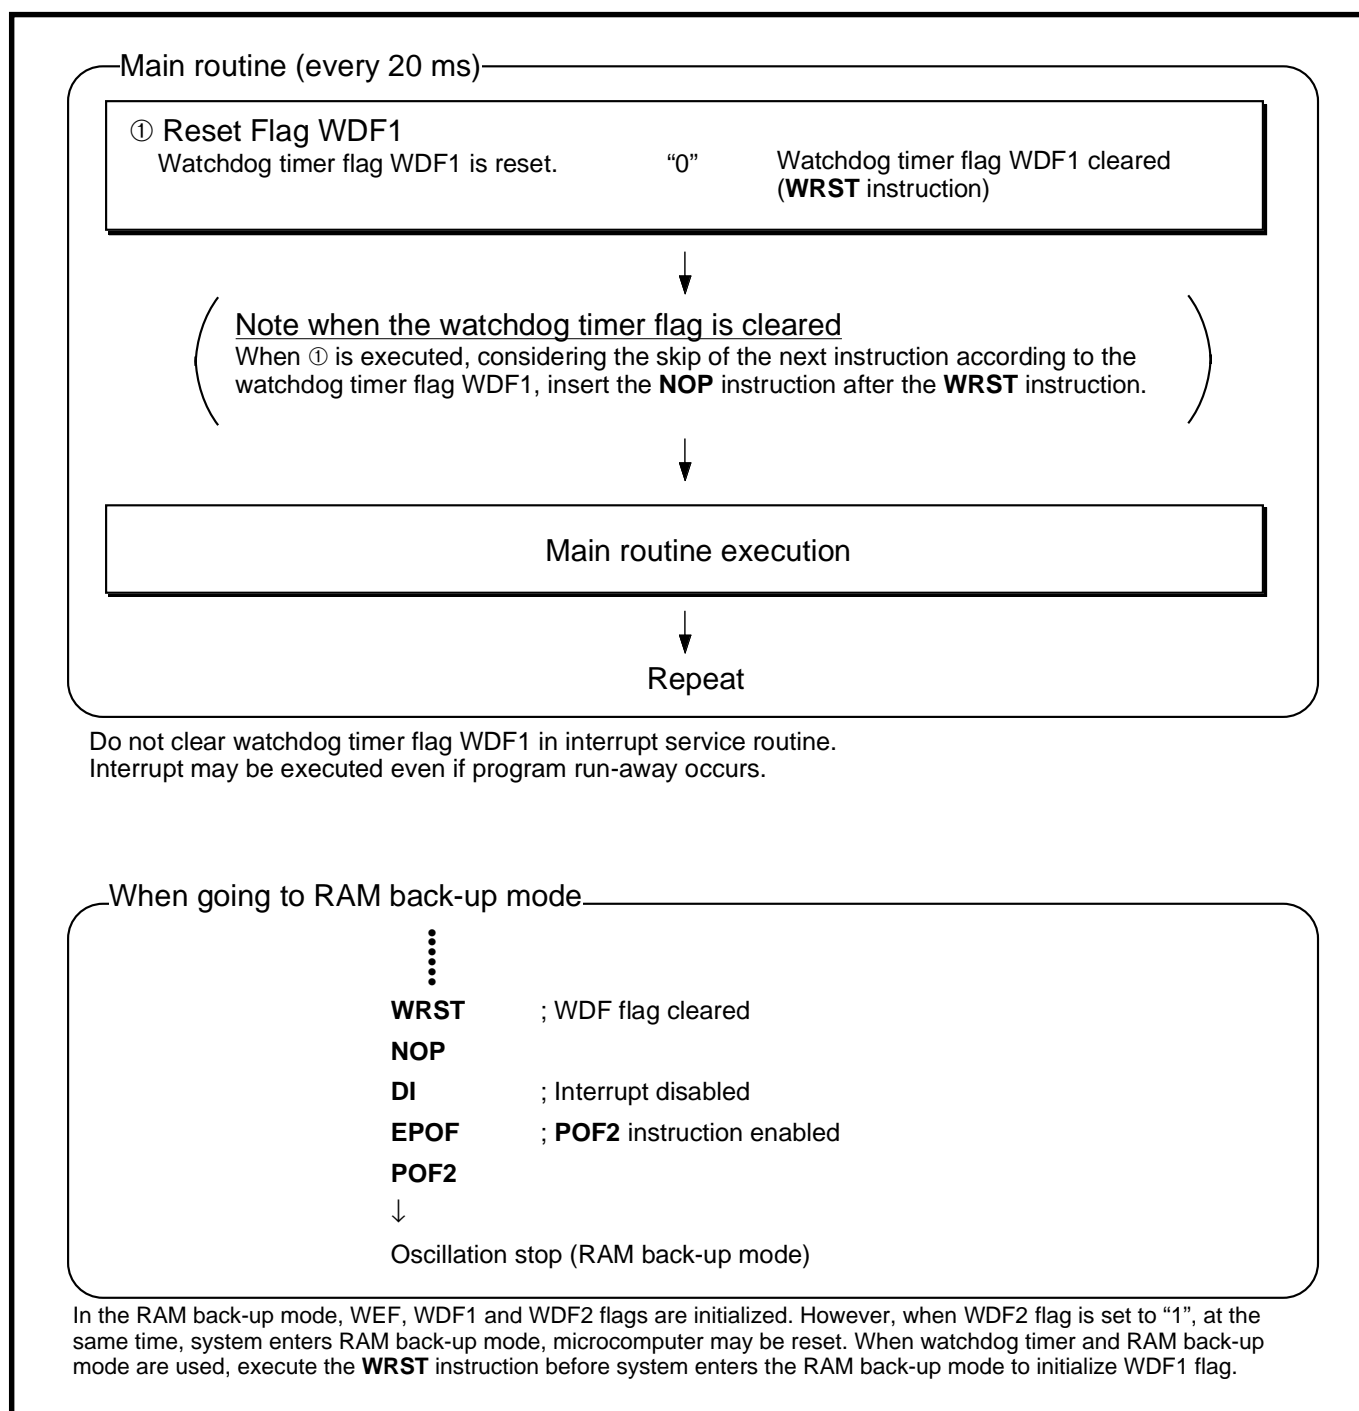 Main routine (every 20 ms)
① Reset Flag WDF1
Watchdog timer flag WDF1 is reset. “0” Watchdog timer flag WDF1 cleared
(WRST instruction)
Note when the watchdog timer flag is cleared
When ① is executed, considering the skip of the next instruction according to the
watchdog timer flag WDF1, insert the NOP instruction after the WRST instruction.
Main routine execution
Repeat
Do not clear watchdog timer flag WDF1 in interrupt service routine.
Interrupt may be executed even if program run-away occurs.
When going to RAM back-up mode
WRST ; WDF flag cleared
NOP
DI ; Interrupt disabled
EPOF ; POF2 instruction enabled
POF2
↓
Oscillation stop (RAM back-up mode)
In the RAM back-up mode, WEF, WDF1 and WDF2 flags are initialized. However, when WDF2 flag is set to “1”, at the
same time, system enters RAM back-up mode, microcomputer may be reset. When watchdog timer and RAM back-up
mode are used, execute the WRST instruction before system enters the RAM back-up mode to initialize WDF1 flag.